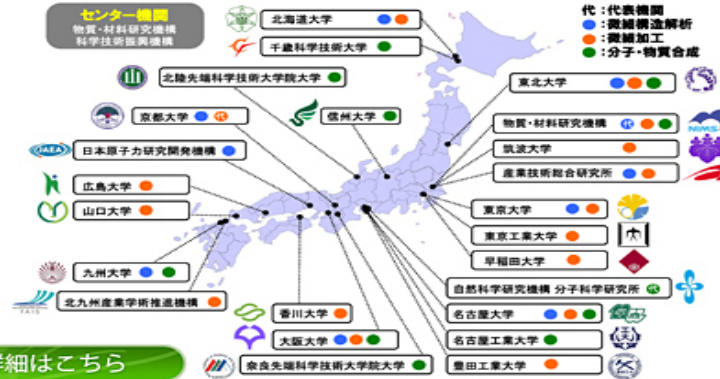 センター機関
物質・材料研究機構
科学技術振興機構
代:代表機関
:微細構造解析
:微細加工
:分子・物質合成
北海道大学
千歳科学技術大学
北陸先端科学技術大学院大学
東北大学
京都大学 代
信州大学
物質・材料研究機構 代
NIMS
JAEA
日本原子力研究開発機構
筑波大学
産業技術総合研究所
広島大学
山口大学
東京大学
東京工業大学
早稲田大学
九州大学
自然科学研究機構 分子科学研究所 代
北九州産業学術推進機構
FAIS
香川大学
名古屋大学
大阪大学
名古屋工業大学
奈良先端科学技術大学院大学
豊田工業大学
詳細はこちら